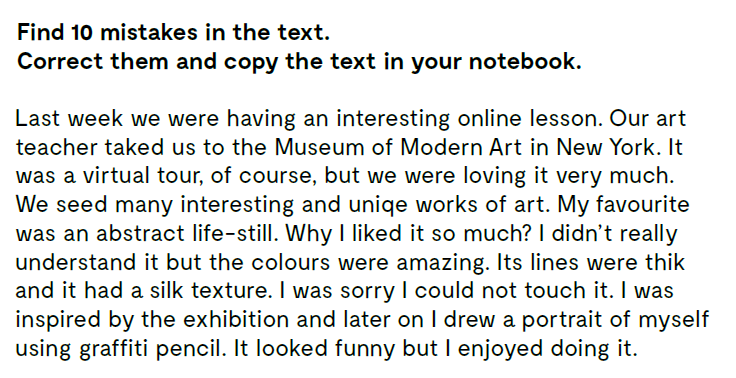 Find 10 mistakes in the text.
Correct them and copy the text in your notebook.
Last week we were having an interesting online lesson. Our art
teacher taked us to the Museum of Modern Art in New York. It
was a virtual tour, of course, but we were loving it very much.
We seed many interesting and uniqe works of art. My favourite
was an abstract life-still. Why I liked it so much? I didn't really
understand it but the colours were amazing. Its lines were thik
and it had a silk texture. I was sorry I could not touch it. I was
inspired by the exhibition and later on I drew a portrait of myself
using graffiti pencil. It looked funny but I enjoyed doing it.